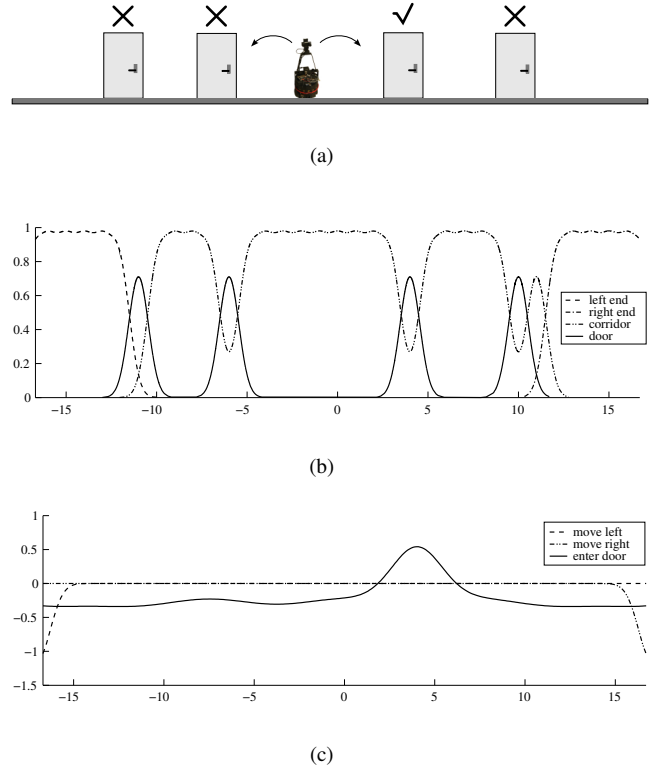 (a)
1
0.8
0.6
0.4
0.2
0
left end
right end
corridor
door
−15 −10 −5 0 5 10 15
(b)
1
0.5
0
−0.5
−1
−1.5
move left
move right
enter door
−15 −10 −5 0 5 10 15
(c)